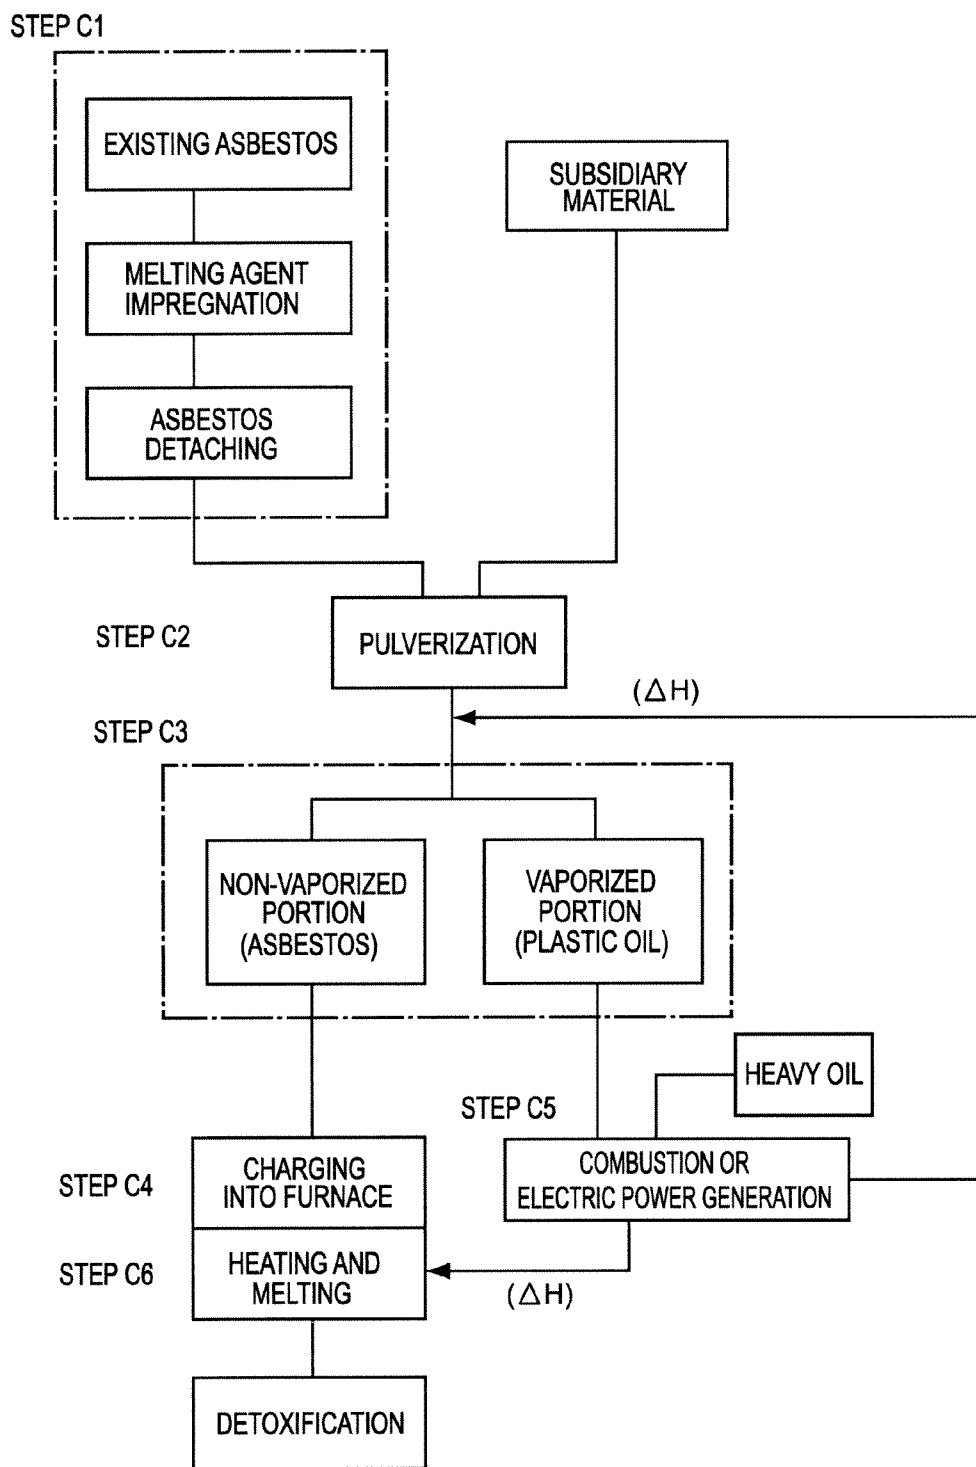 STEP C1
EXISTING ASBESTOS
SUBSIDIARY
MATERIAL
MELTING AGENT
IMPREGNATION
ASBESTOS
DETACHING
STEP C2
PULVERIZATION
(△H)
STEP C3
NON-VAPORIZED
PORTION
(ASBESTOS)
VAPORIZED
PORTION
(PLASTIC OIL)
HEAVY OIL
STEP C5
STEP C4
CHARGING
INTO FURNACE
COMBUSTION OR
ELECTRIC POWER GENERATION
STEP C6
HEATING AND
MELTING
(△H)
DETOXIFICATION